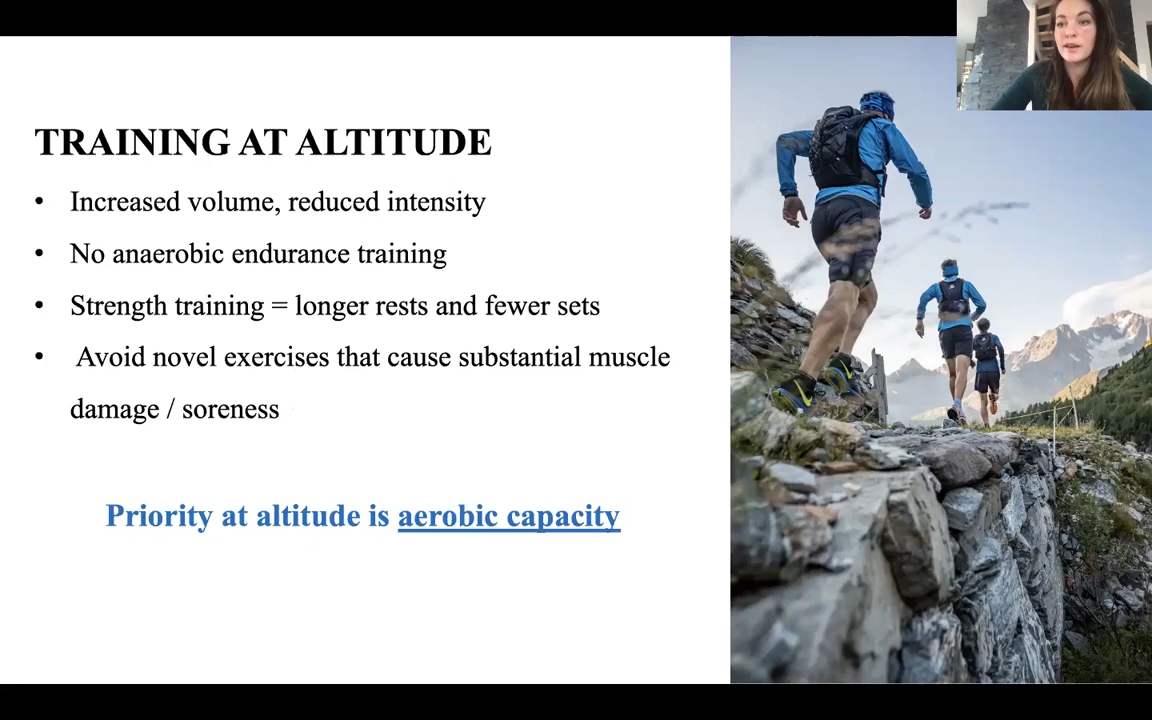 TRAINING AT ALTITUDE
• Increased volume, reduced intensity
• No anaerobic endurance training
• Strength training = longer rests and fewer sets
• Avoid novel exercises that cause substantial muscle
damage / soreness
Priority at altitude is aerobic capacity